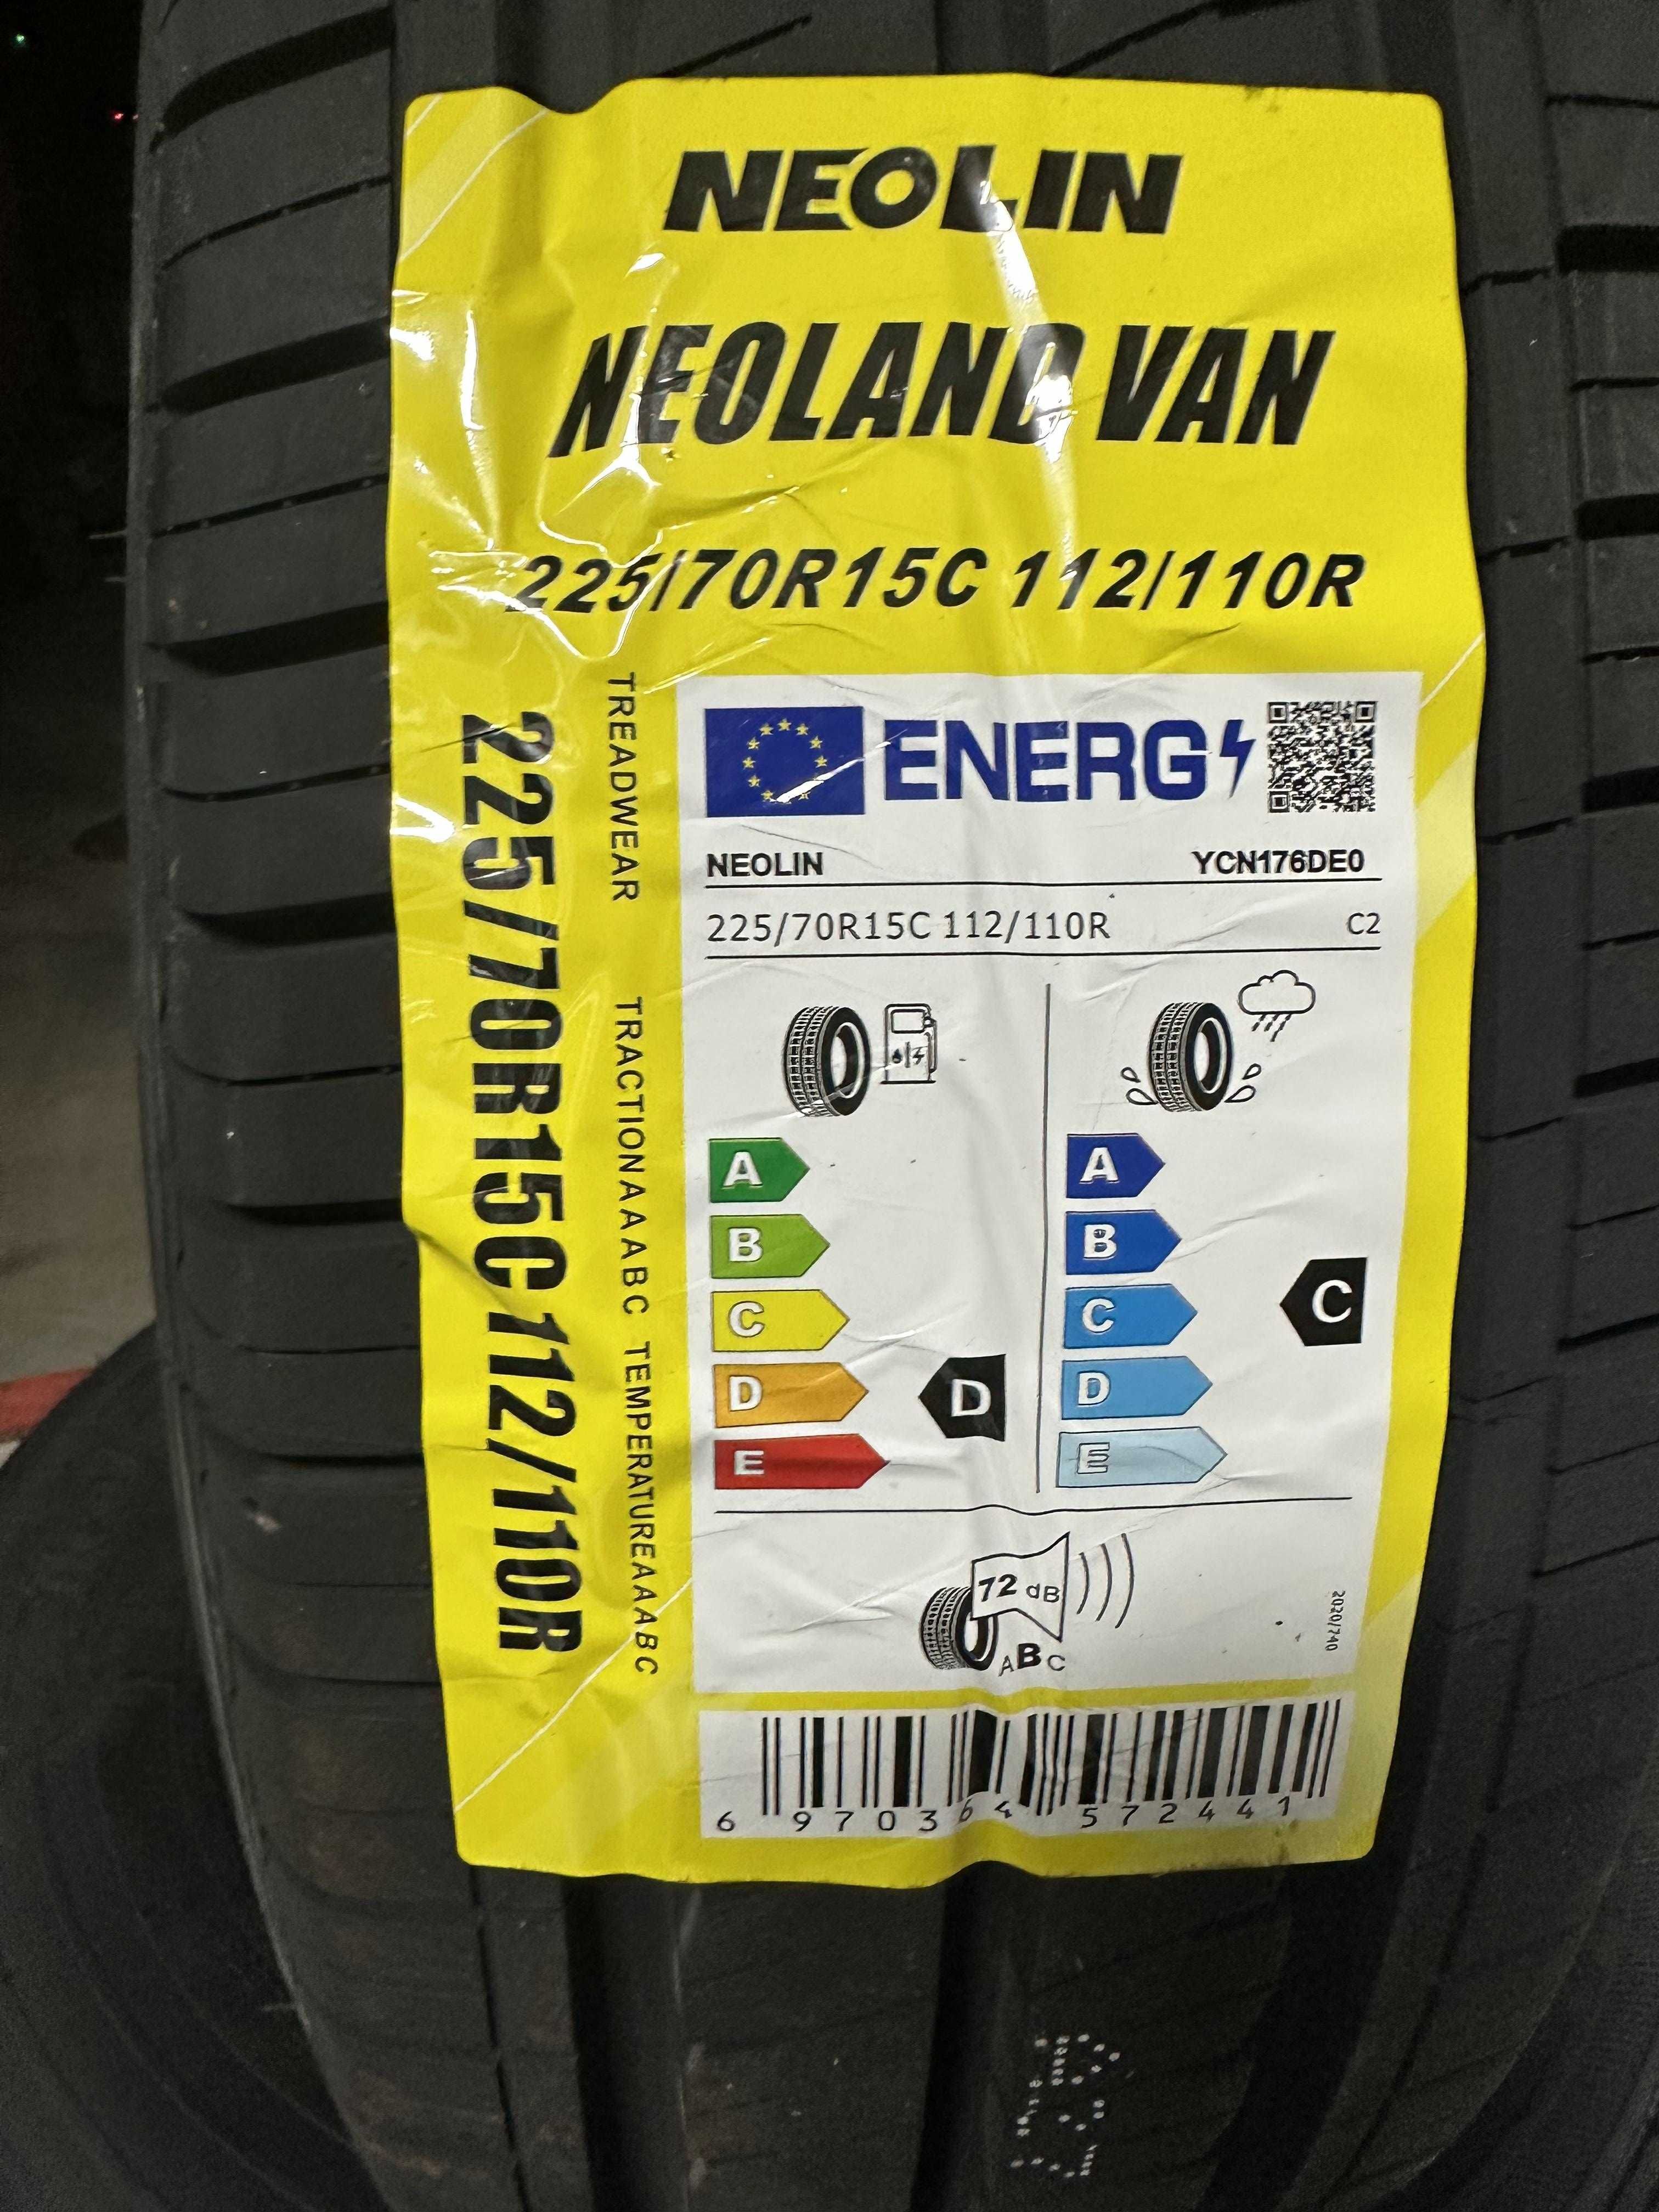 NEOLIN
NEOLAND VAN
225/70R15C 112/110R
225/70R15C 112/110R
TREADWEAR TRACTION A A B C TEMPERATURE A A B C
ENERG
NEOLIN YCN176DE0
225/70R15C 112/110R C2
A A
B B
C C C
D D D
E E
72 dB
ABC
2020/740
6 970364 572441